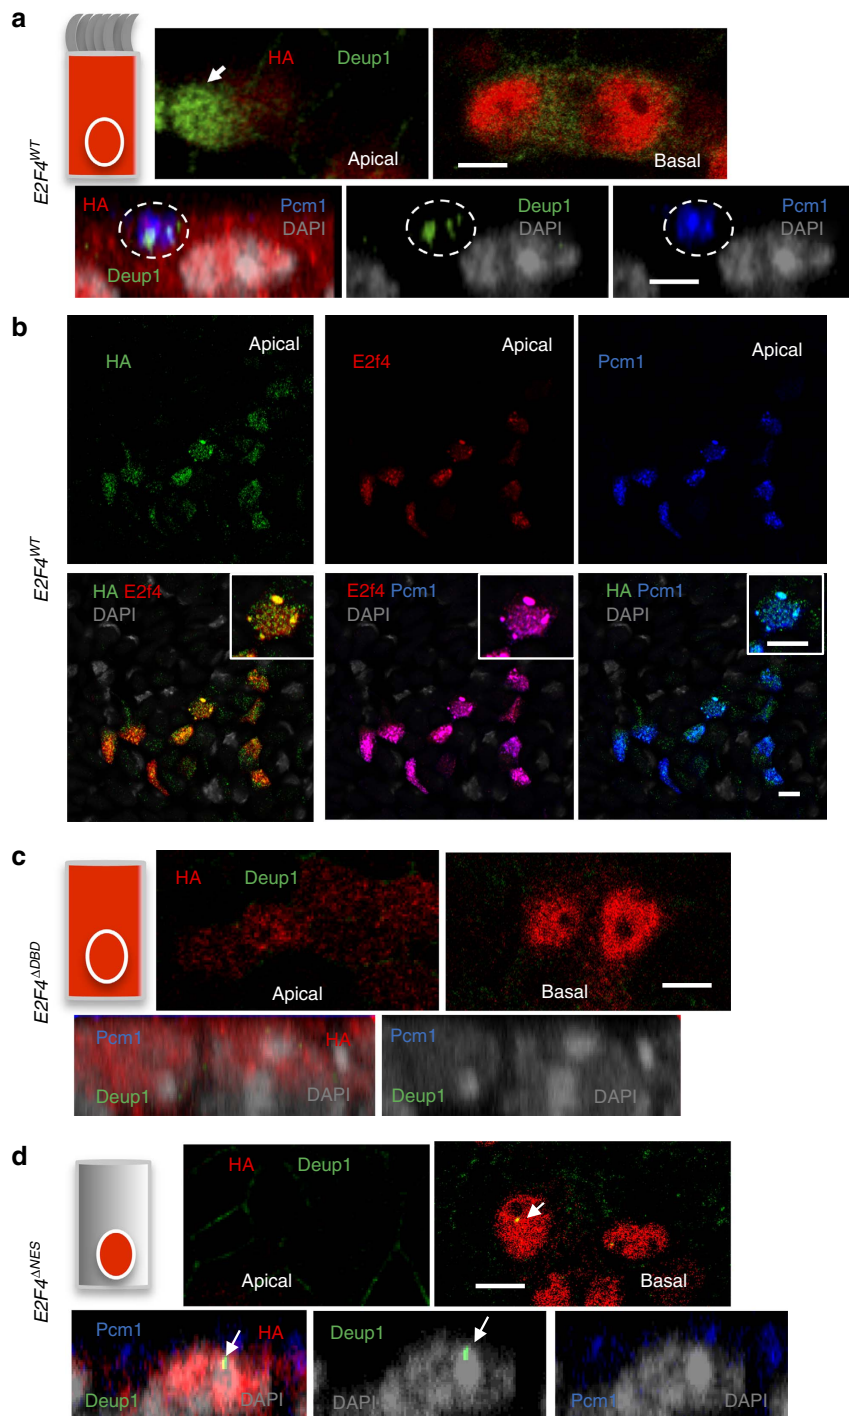 a
E2F4WT
HA Deup1
Apical
Basal
HA Pcm1
DAPI
Deup1
Deup1
DAPI
Pcm1
DAPI
b
E2F4WT
Apical
HA
Apical
E2f4
Apical
Pcm1
HA E2f4
DAPI
E2f4 Pcm1
DAPI
HA Pcm1
DAPI
c
E2F4ΔDBD
HA Deup1
Apical
Basal
Pcm1 HA
Deup1 DAPI
Pcm1
Deup1 DAPI
d
E2F4ΔNES
HA Deup1
Apical
Basal
Pcm1 HA
Deup1 DAPI
Deup1
DAPI
Pcm1 DAPI